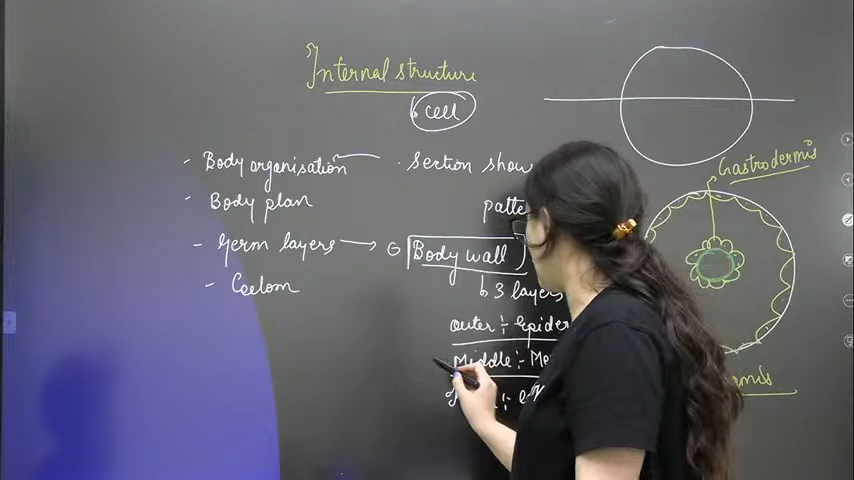 Internal structure
cell
- Body organisation
. Section show
- Body plan
- Germ layers
Body wall
3 layers
- Coelom
outer :- Epider
Middle :- Me
Gastrodermis